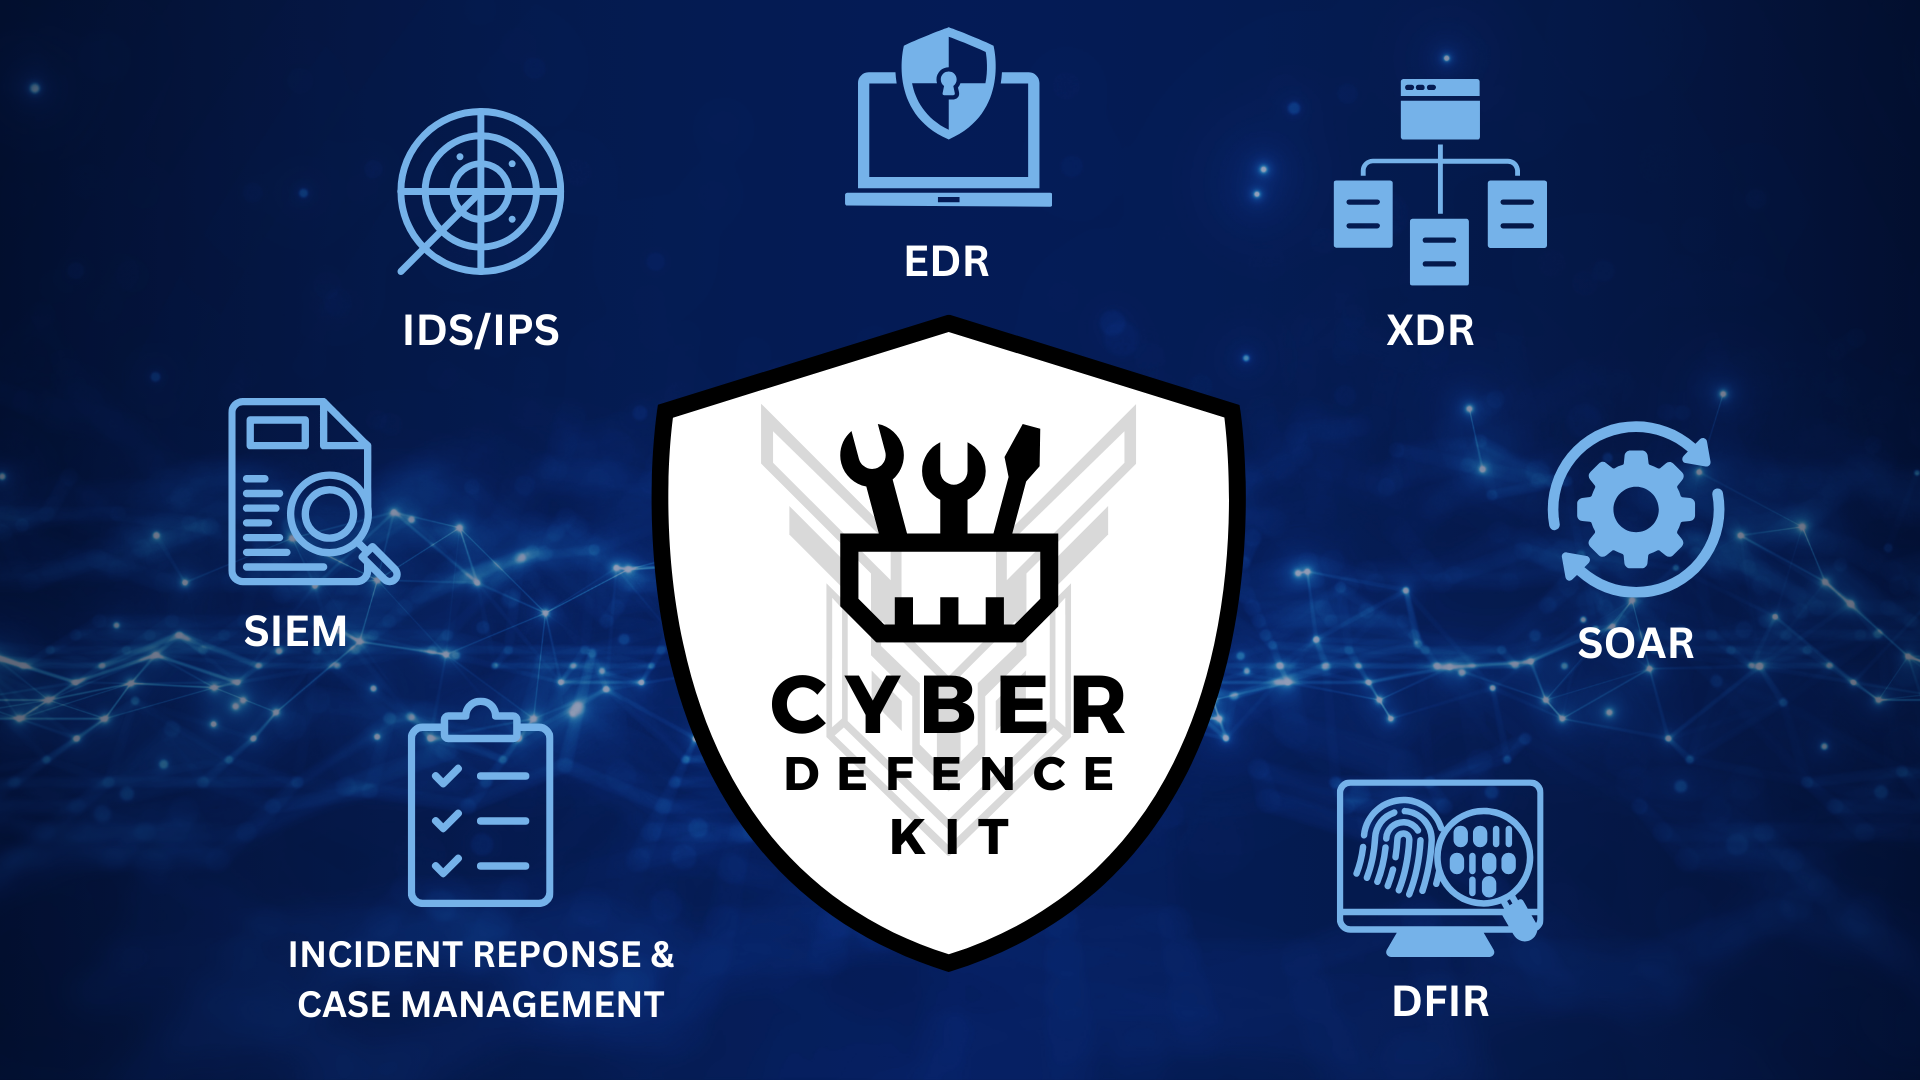 EDR
IDS/IPS
XDR
SIEM
SOAR
CYBER
DEFENCE
KIT
INCIDENT REPONSE &
CASE MANAGEMENT
DFIR